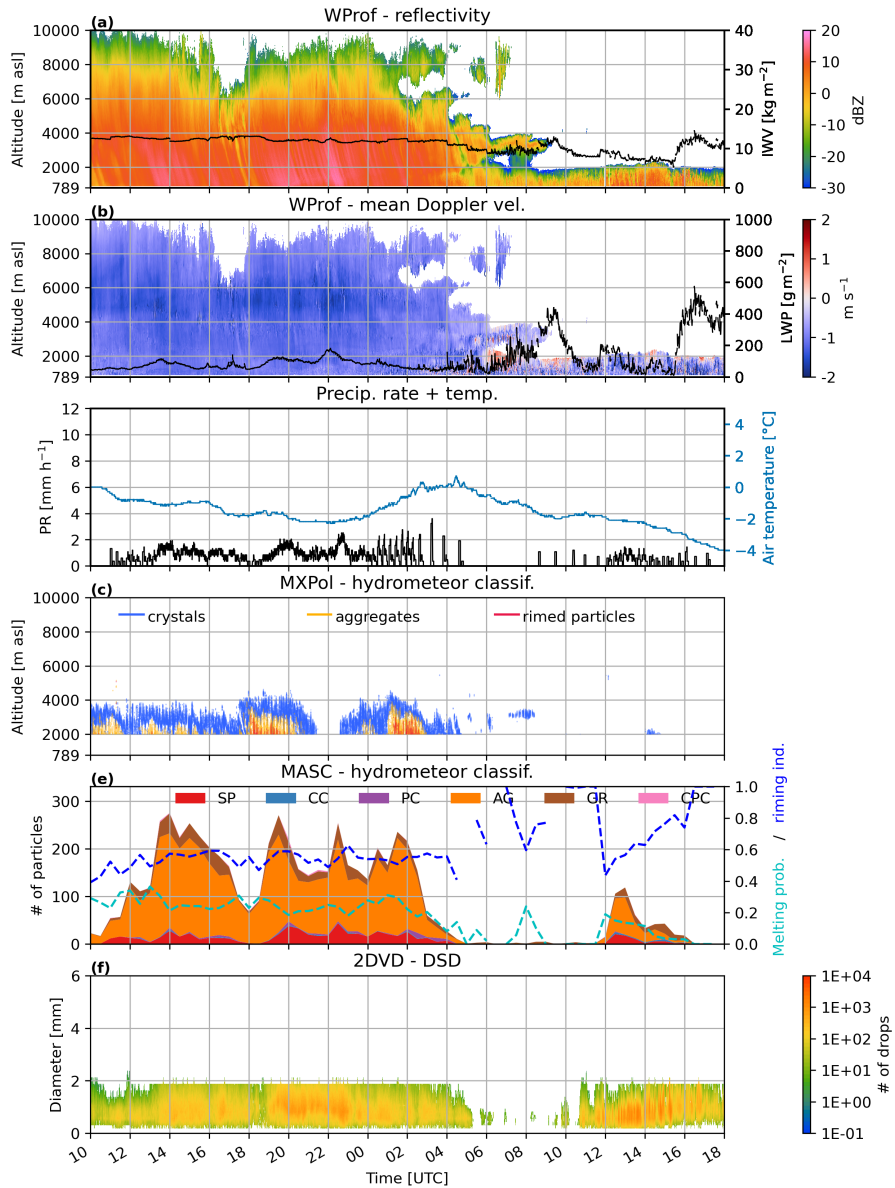 (a)
WProf - reflectivity
10000
8000
6000
4000
2000
789
Altitude [m asl]
40
30
20
10
0
IWV [kg m⁻²]
20
10
0
-10
-20
-30
dBZ
(b)
WProf - mean Doppler vel.
10000
8000
6000
4000
2000
789
Altitude [m asl]
1000
800
600
400
200
0
LWP [g m⁻²]
2
1
0
-1
-2
m s⁻¹
Precip. rate + temp.
12
10
8
6
4
2
0
PR [mm h⁻¹]
4
2
0
−2
−4
Air temperature [°C]
(c)
MXPol - hydrometeor classif.
crystals
aggregates
rimed particles
10000
8000
6000
4000
2000
789
Altitude [m asl]
(e)
MASC - hydrometeor classif.
SP
CC
PC
AG
GR
CPC
300
200
100
0
# of particles
1.0
0.8
0.6
0.4
0.2
0.0
Melting prob. / riming ind.
(f)
2DVD - DSD
6
4
2
0
Diameter [mm]
1E+04
1E+03
1E+02
1E+01
1E+00
1E-01
# of drops
10 12 14 16 18 20 22 00 02 04 06 08 10 12 14 16 18
Time [UTC]